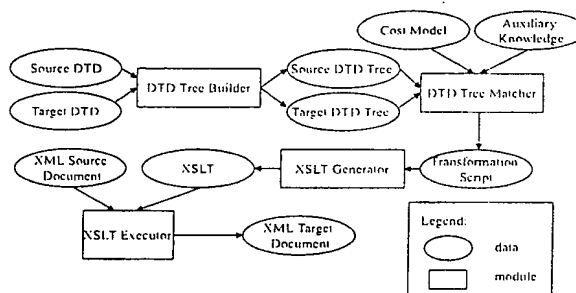 Cost Model
Auxiliary
Knowledge
Source DTD
Target DTD
DTD Tree Builder
Source DTD Tree
Target DTD Tree
DTD Tree Matcher
XML Source
Document
XSLT
XSLT Generator
Transformation
Script
XSLT Executor
XML Target
Document
Legend:
data
module